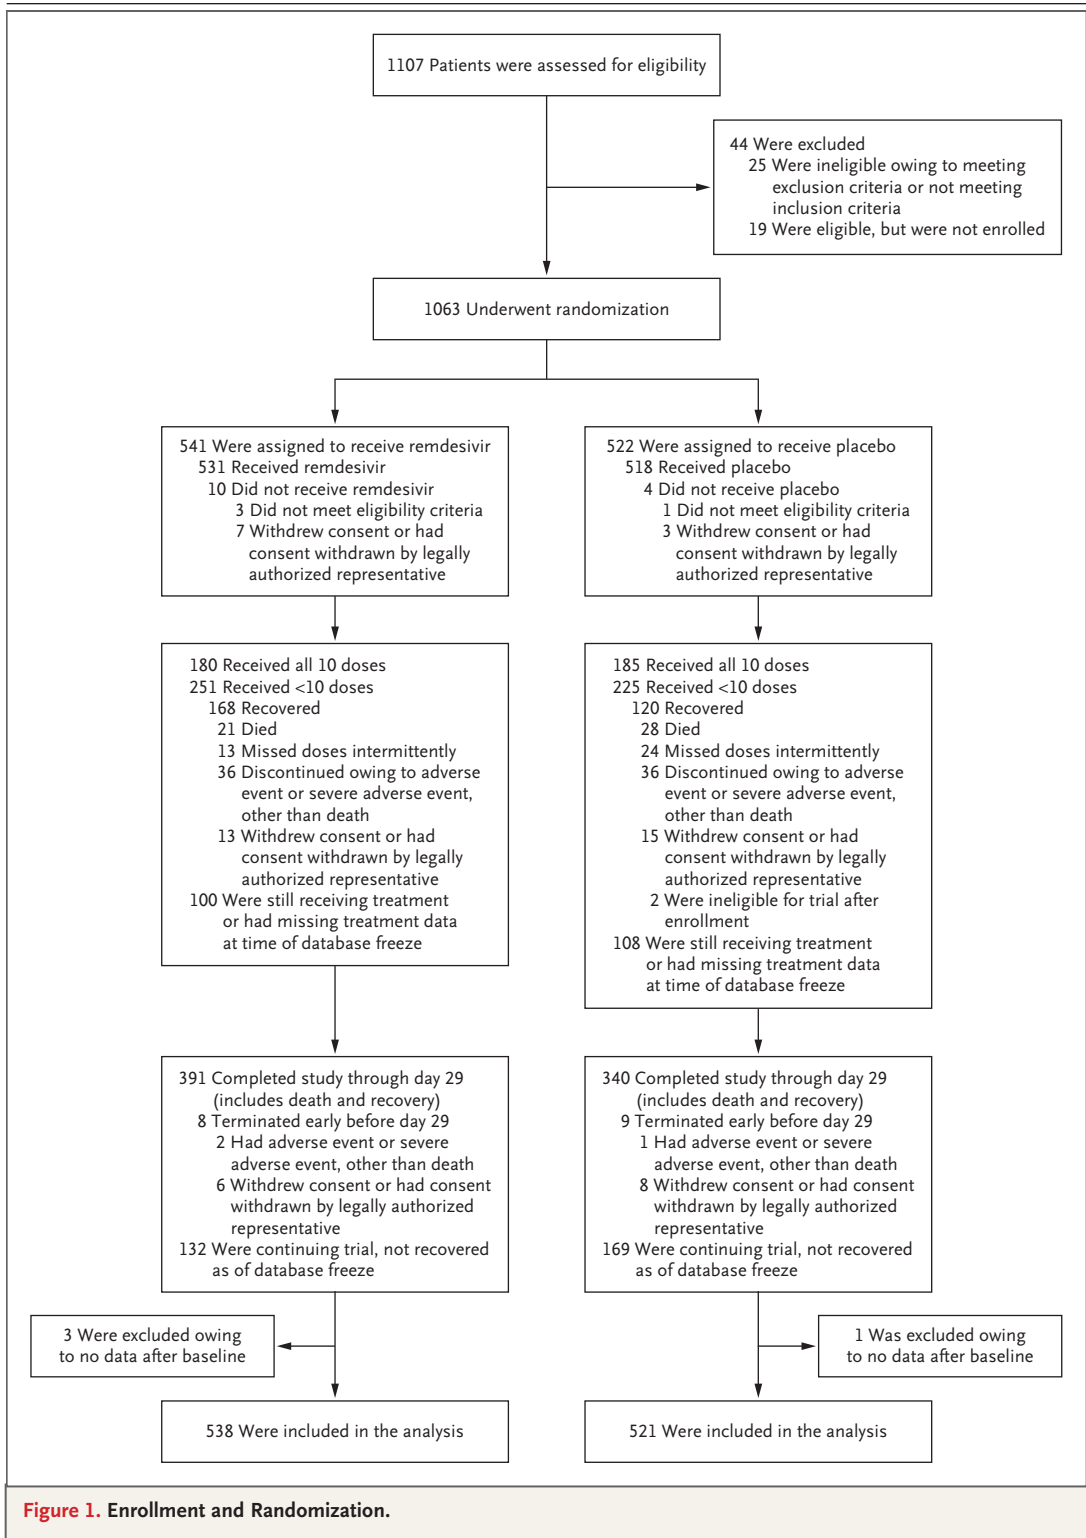 1107 Patients were assessed for eligibility
44 Were excluded
25 Were ineligible owing to meeting
exclusion criteria or not meeting
inclusion criteria
19 Were eligible, but were not enrolled
1063 Underwent randomization
541 Were assigned to receive remdesivir
531 Received remdesivir
10 Did not receive remdesivir
3 Did not meet eligibility criteria
7 Withdrew consent or had
consent withdrawn by legally
authorized representative
522 Were assigned to receive placebo
518 Received placebo
4 Did not receive placebo
1 Did not meet eligibility criteria
3 Withdrew consent or had
consent withdrawn by legally
authorized representative
180 Received all 10 doses
251 Received <10 doses
168 Recovered
21 Died
13 Missed doses intermittently
36 Discontinued owing to adverse
event or severe adverse event,
other than death
13 Withdrew consent or had
consent withdrawn by legally
authorized representative
100 Were still receiving treatment
or had missing treatment data
at time of database freeze
185 Received all 10 doses
225 Received <10 doses
120 Recovered
28 Died
24 Missed doses intermittently
36 Discontinued owing to adverse
event or severe adverse event,
other than death
15 Withdrew consent or had
consent withdrawn by legally
authorized representative
2 Were ineligible for trial after
enrollment
108 Were still receiving treatment
or had missing treatment data
at time of database freeze
391 Completed study through day 29
(includes death and recovery)
8 Terminated early before day 29
2 Had adverse event or severe
adverse event, other than death
6 Withdrew consent or had consent
withdrawn by legally authorized
representative
132 Were continuing trial, not recovered
as of database freeze
340 Completed study through day 29
(includes death and recovery)
9 Terminated early before day 29
1 Had adverse event or severe
adverse event, other than death
8 Withdrew consent or had consent
withdrawn by legally authorized
representative
169 Were continuing trial, not recovered
as of database freeze
3 Were excluded owing
to no data after baseline
1 Was excluded owing
to no data after baseline
538 Were included in the analysis
521 Were included in the analysis
Figure 1. Enrollment and Randomization.